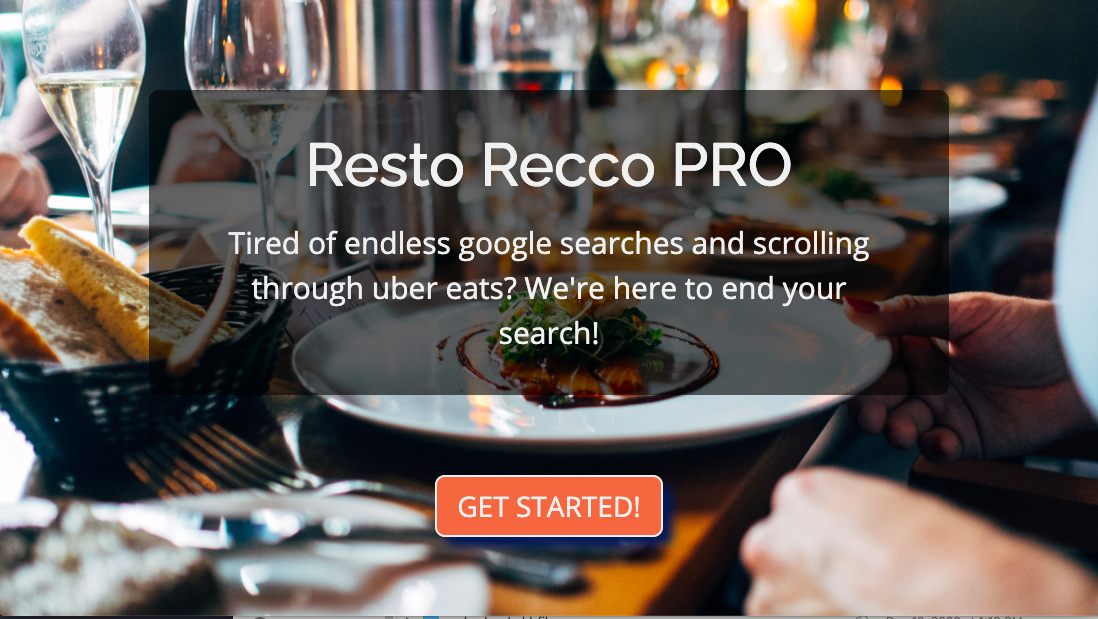 Resto Recco PRO
Tired of endless google searches and scrolling
through uber eats? We're here to end your
search!
GET STARTED!